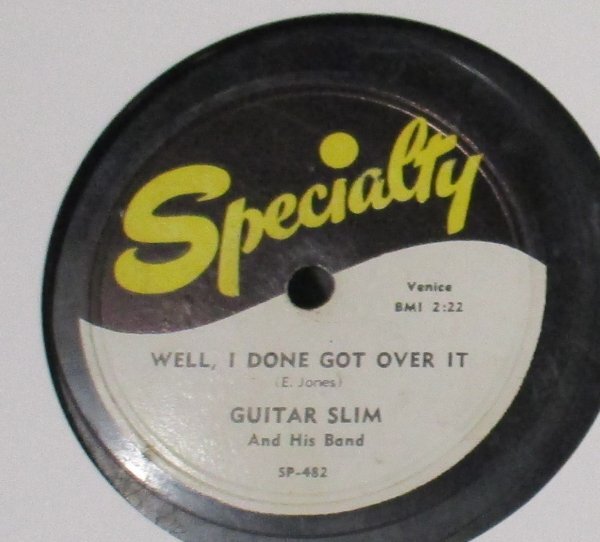 Specialty
Venice
BMI 2:22
WELL, I DONE GOT OVER IT
(E. Jones)
GUITAR SLIM
And His Band
SP-482